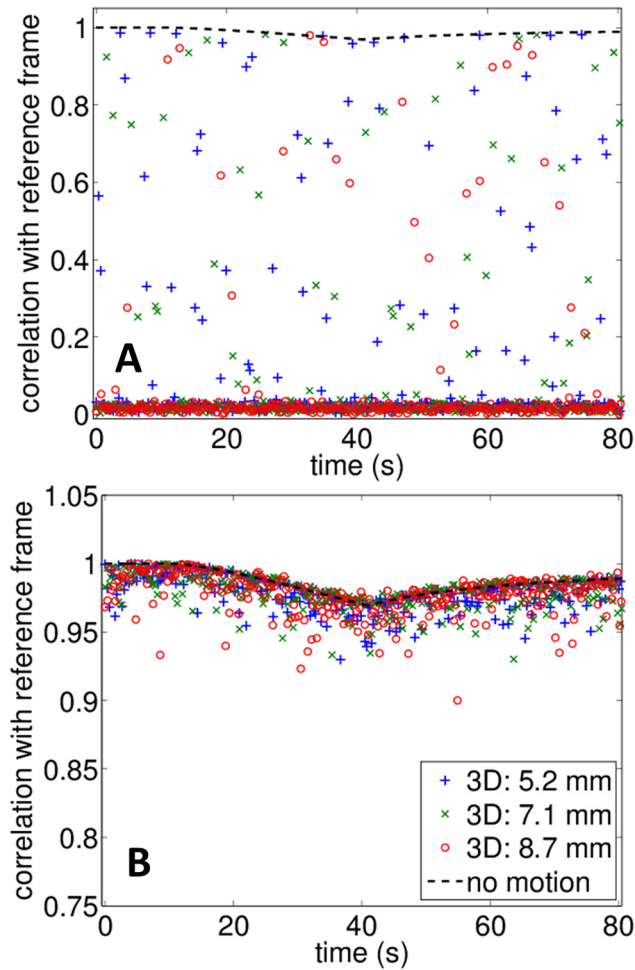 1
0.8
0.6
0.4
0.2
0
correlation with reference frame
A
0 20 40 60 80
time (s)
1.05
1
0.95
0.9
0.85
0.8
0.75
correlation with reference frame
B
3D: 5.2 mm
3D: 7.1 mm
3D: 8.7 mm
no motion
0 20 40 60 80
time (s)